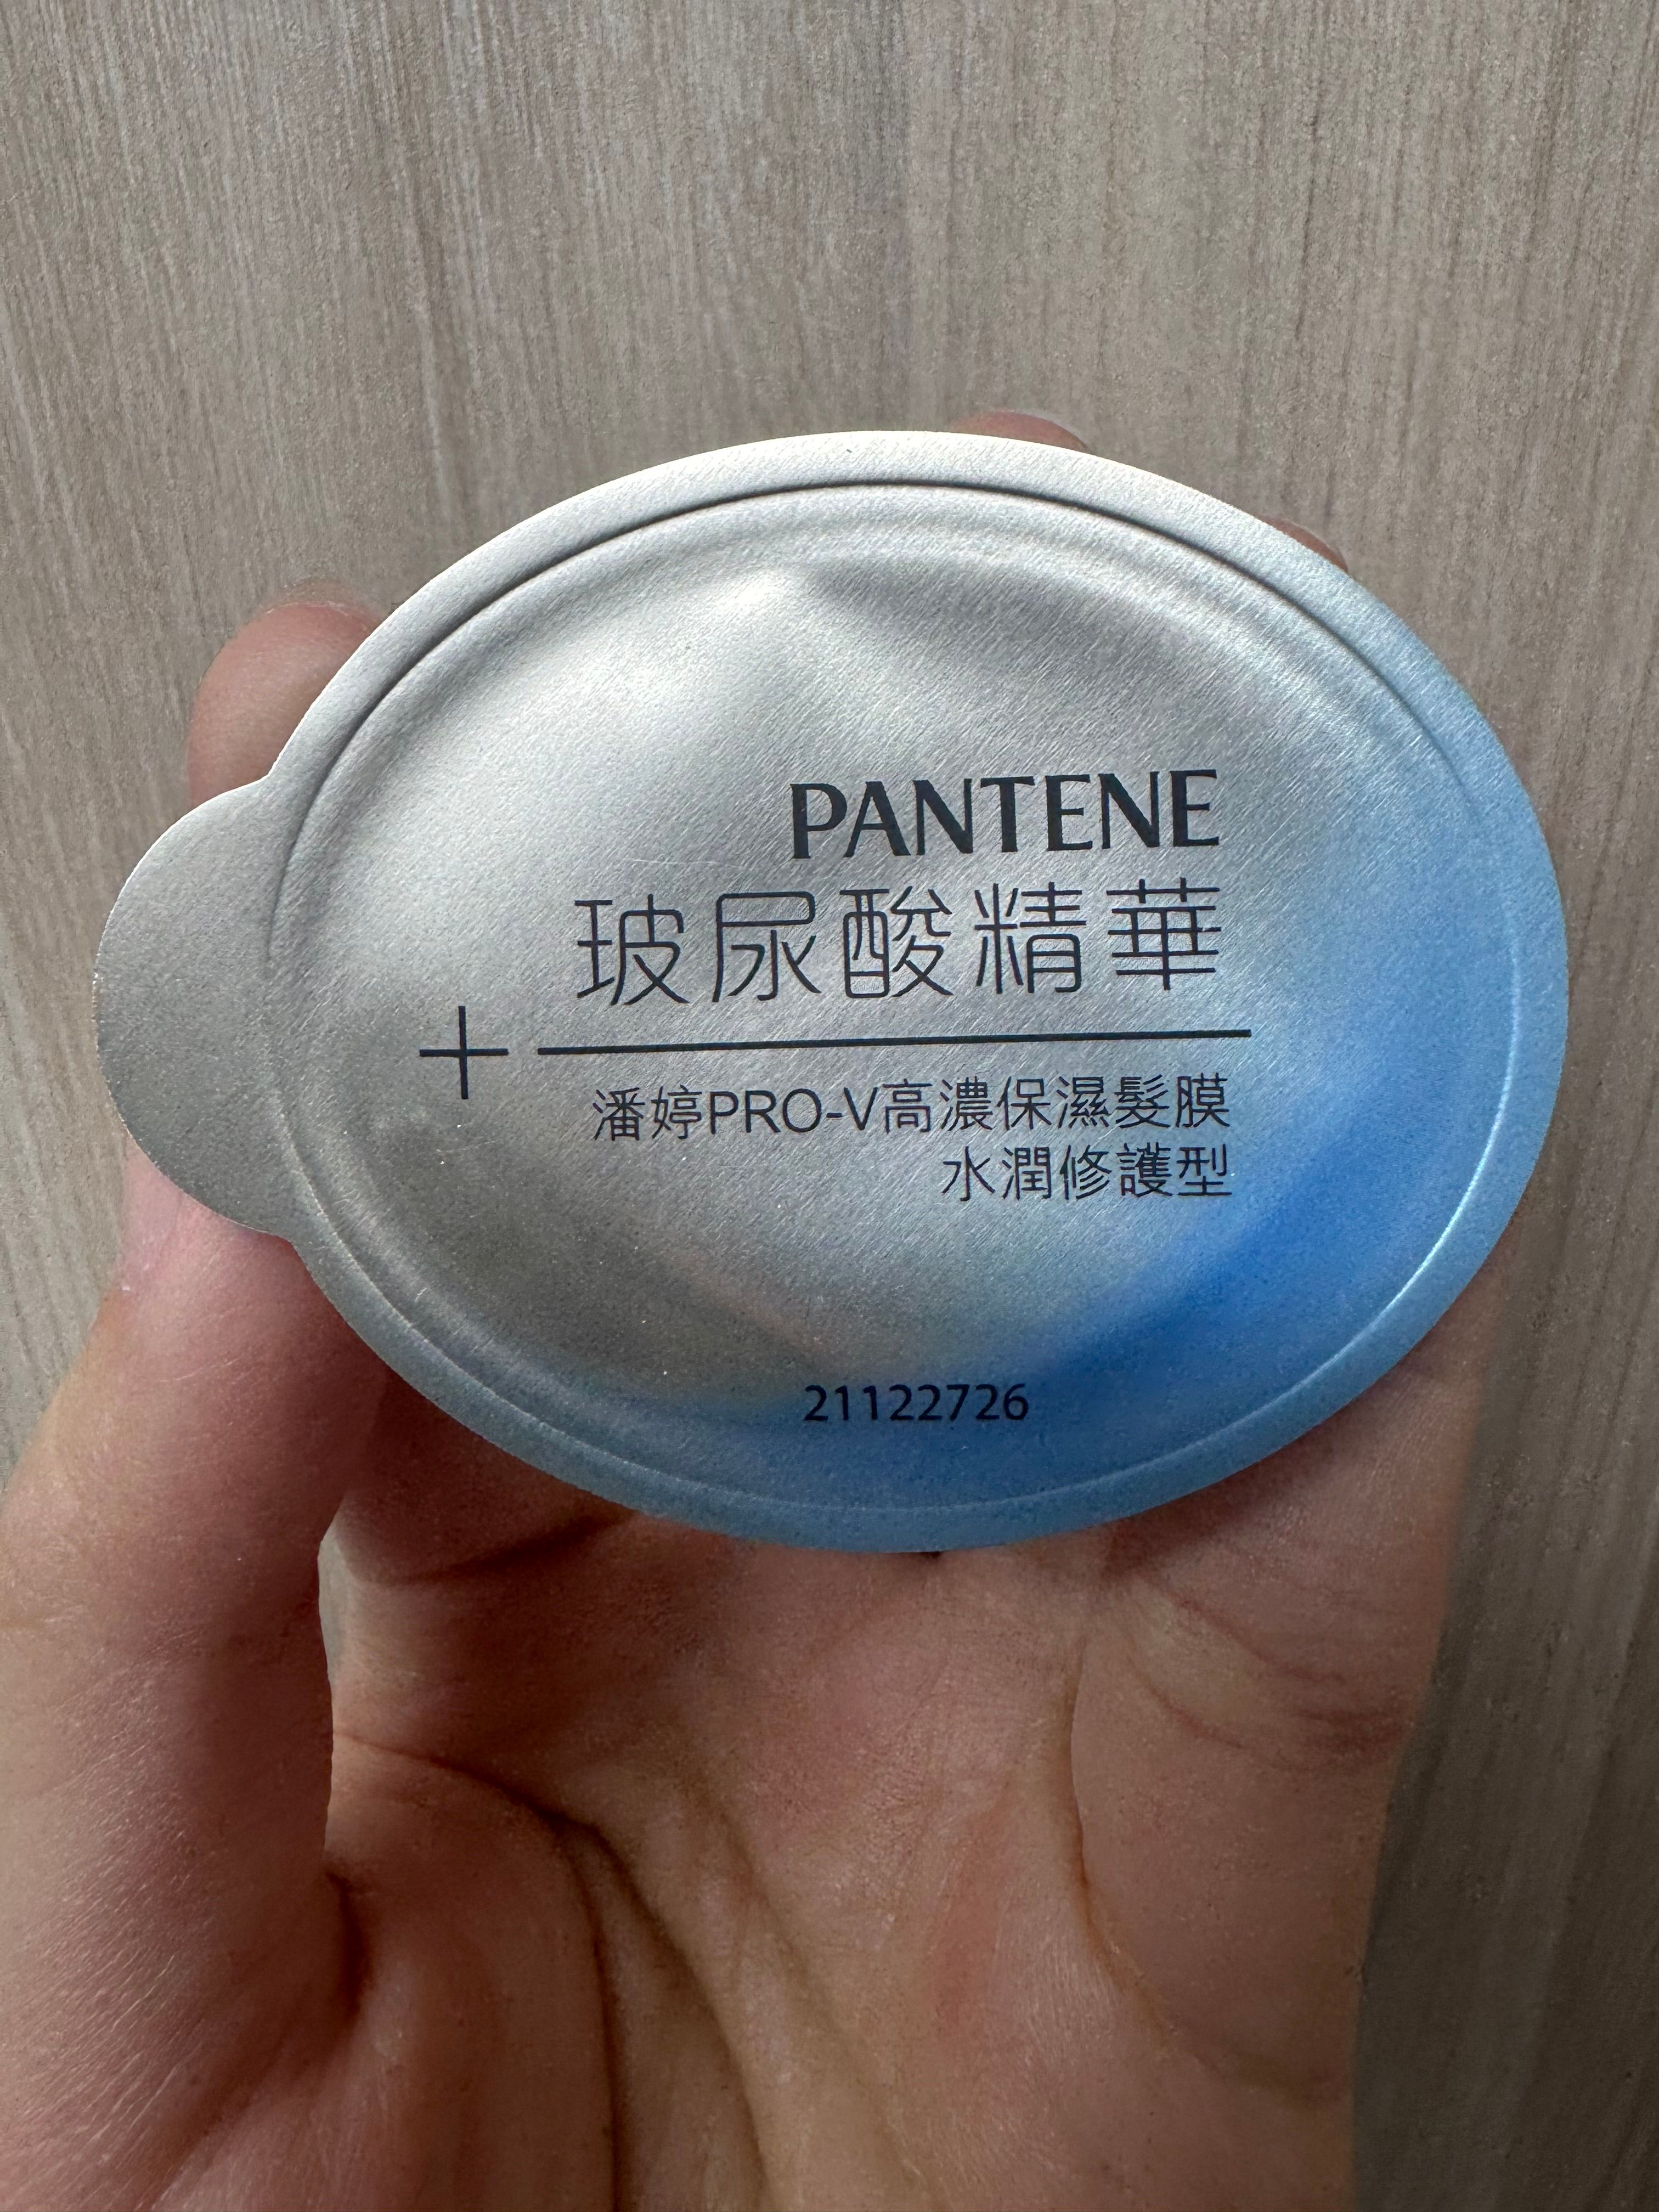 PANTENE
玻尿酸精華
+
潘婷PRO-V高濃保濕髮膜
水潤修護型
21122726